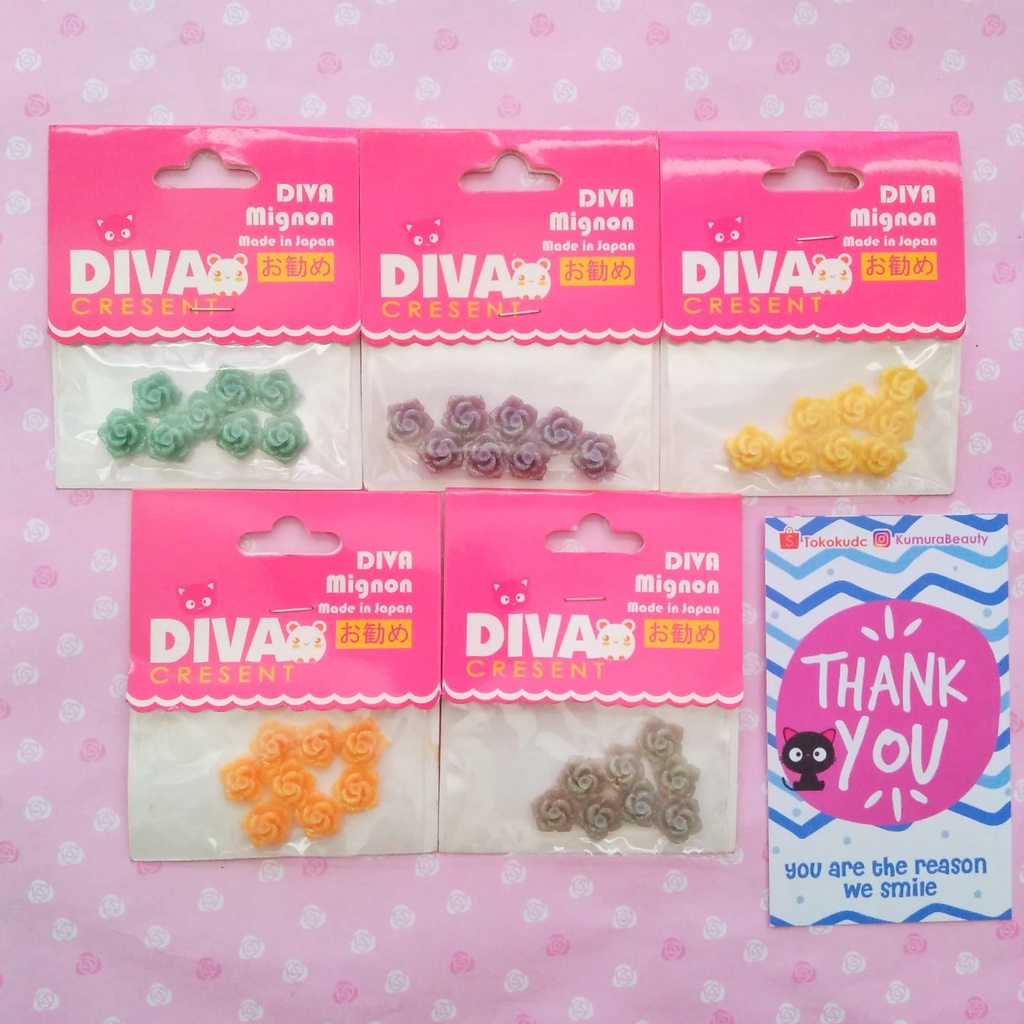 DIVA
Mignon
Made in Japan
DIVA
お勧め
CRESENT
DIVA
Mignon
Made in Japan
DIVA
お勧め
CRESENT
DIVA
Mignon
Made in Japan
DIVA
お勧め
CRESENT
DIVA
Mignon
Made in Japan
DIVA
お勧め
CRESENT
DIVA
Mignon
Made in Japan
DIVA
お勧め
CRESENT
Tokokudc KumuraBeauty
THANK
YOU
you are the reason
we smile